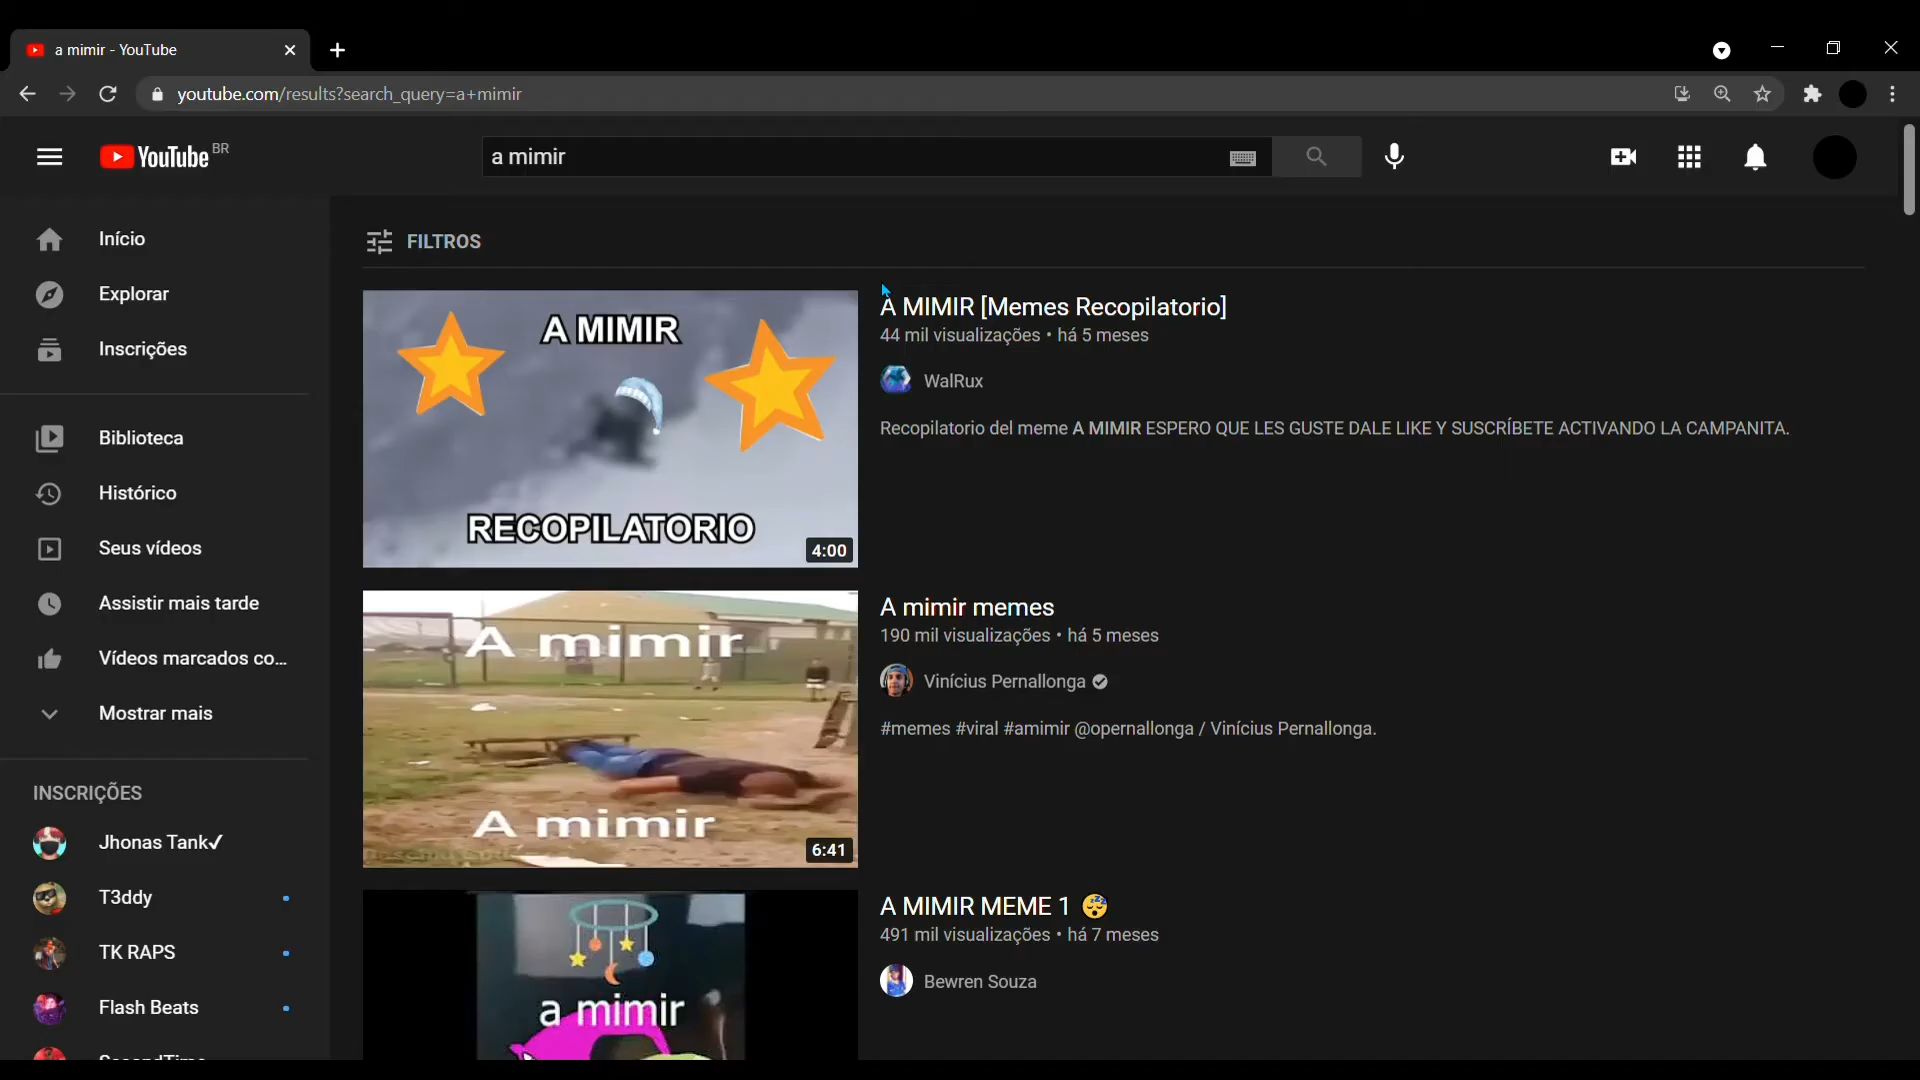 a mimir - YouTube
youtube.com/results?search_query=a+mimir
YouTube BR
a mimir
Início
Explorar
Inscrições
Biblioteca
Histórico
Seus vídeos
Assistir mais tarde
Vídeos marcados co...
Mostrar mais
INSCRIÇÕES
Jhonas Tank✓
T3ddy
TK RAPS
Flash Beats
FILTROS
A MIMIR
RECOPILATORIO
4:00
A MIMIR [Memes Recopilatorio]
44 mil visualizações • há 5 meses
WalRux
Recopilatorio del meme A MIMIR ESPERO QUE LES GUSTE DALE LIKE Y SUSCRÍBETE ACTIVANDO LA CAMPANITA.
A mimir
A mimir
6:41
A mimir memes
190 mil visualizações • há 5 meses
Vinícius Pernallonga
#memes #viral #amimir @opernallonga / Vinícius Pernallonga.
a mimir
A MIMIR MEME 1 😴
491 mil visualizações • há 7 meses
Bewren Souza